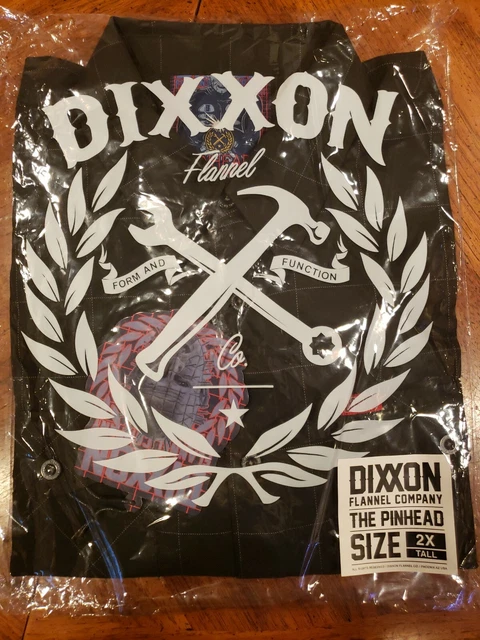 DIXXON
Flannel
FORM AND
FUNCTION
Co.
DIXXON
FLANNEL COMPANY
THE PINHEAD
SIZE 2X
TALL